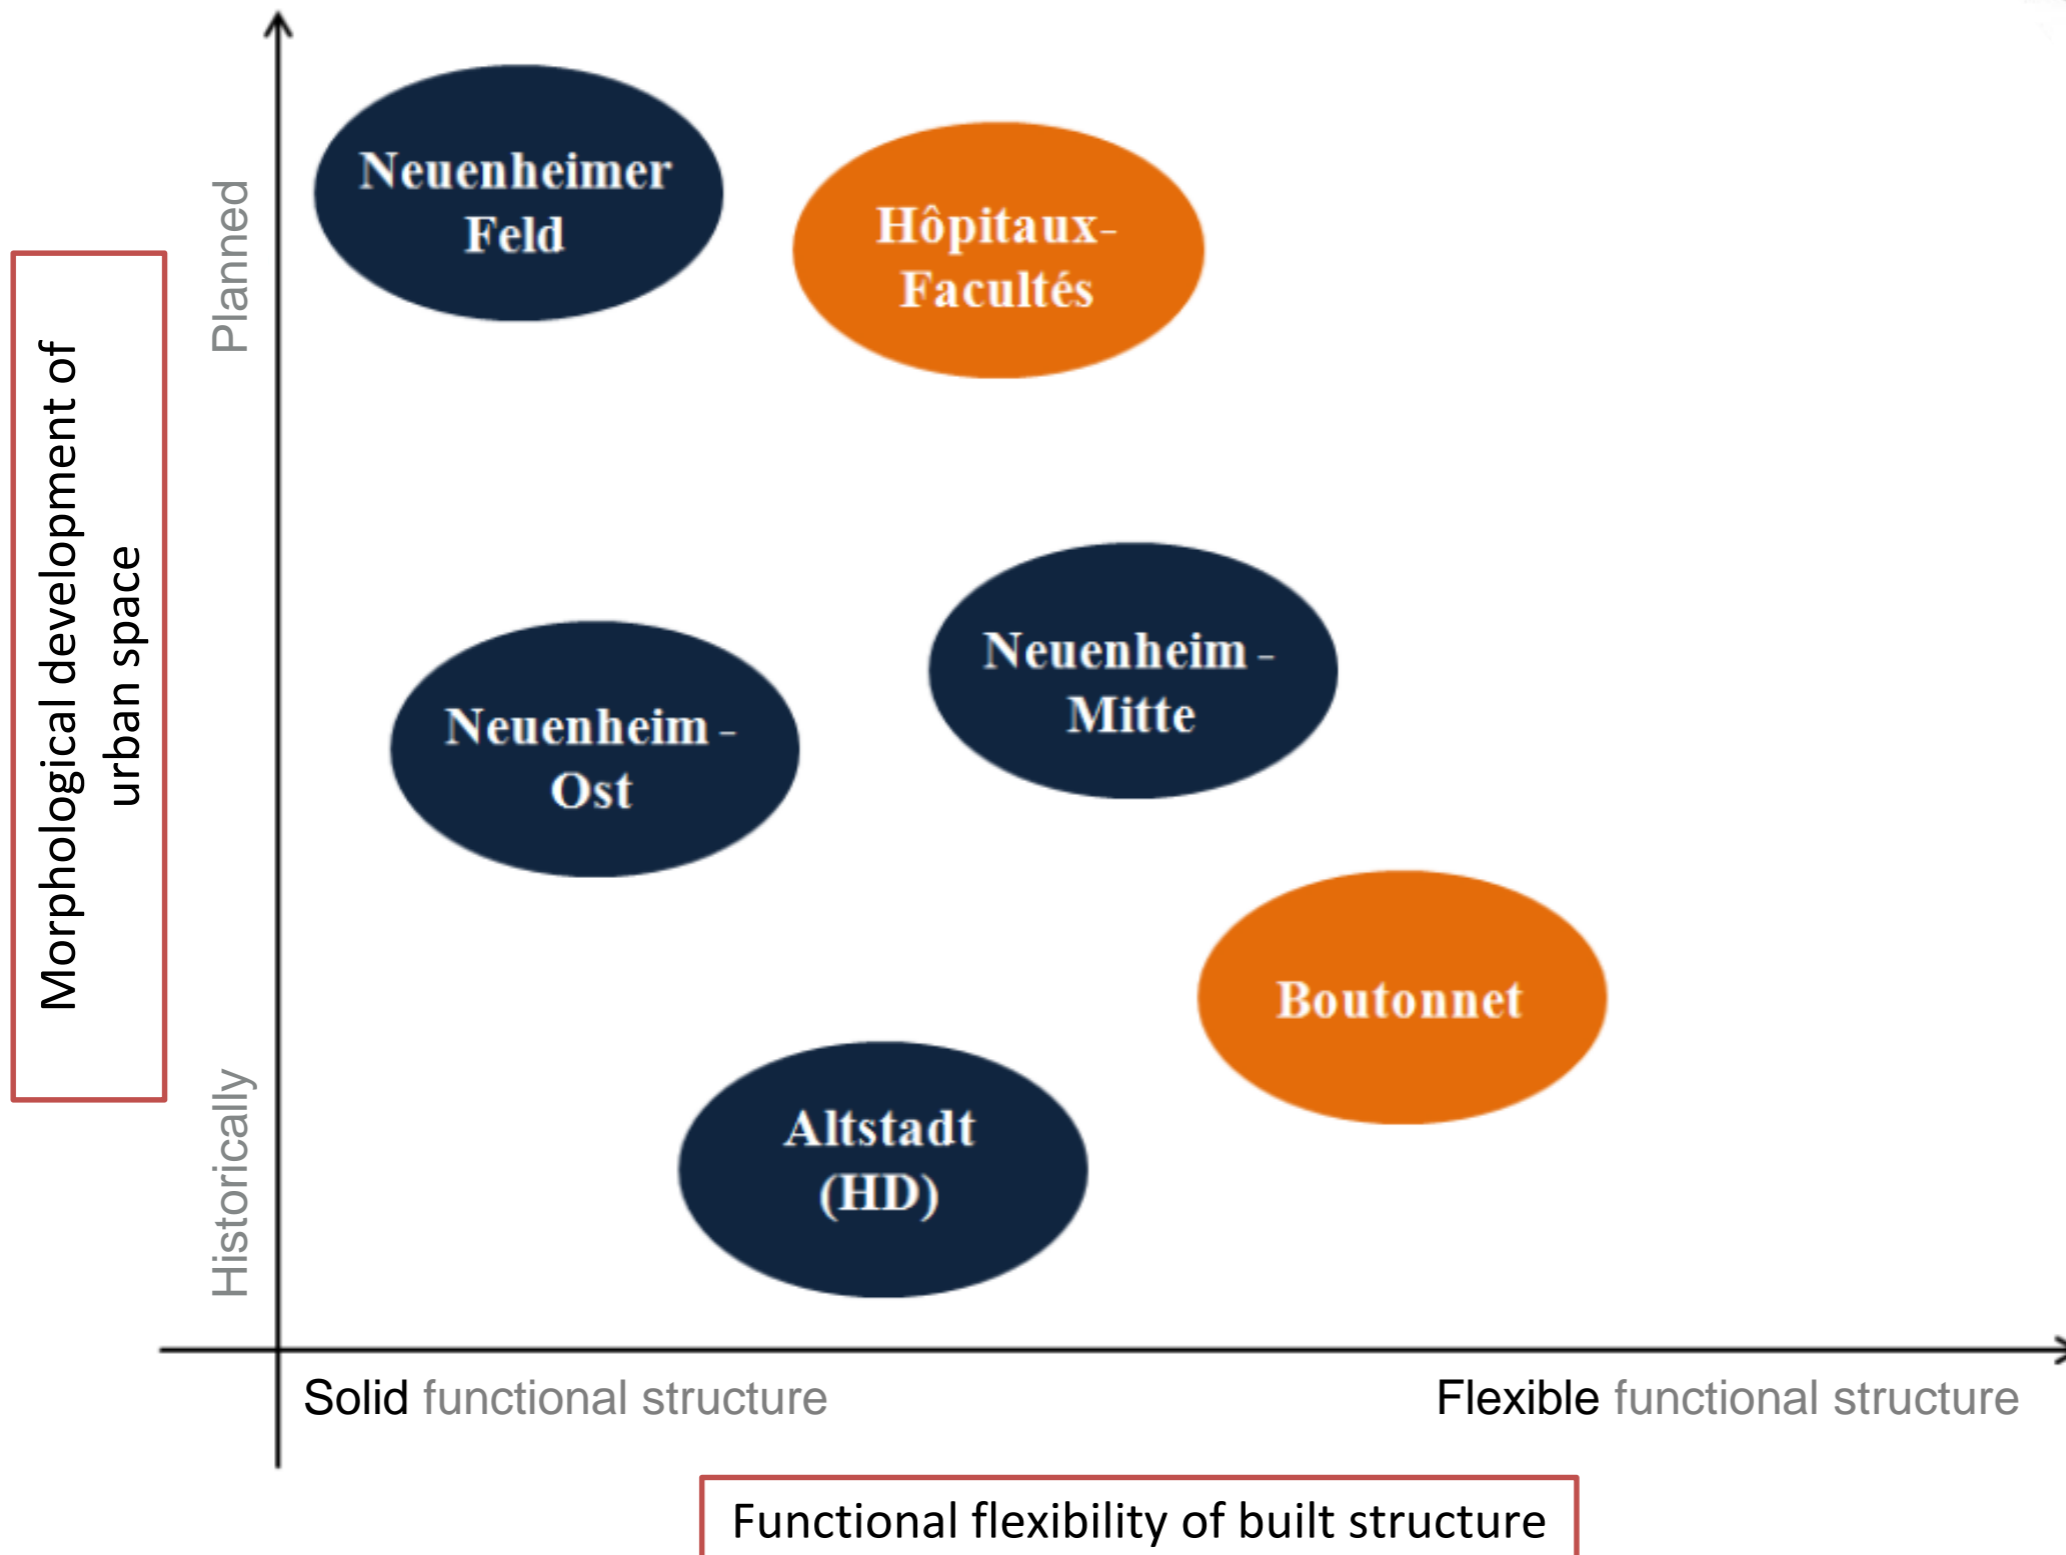 Planned
Historically
Morphological development of
urban space
Neuenheimer
Feld
Hôpitaux-
Facultés
Neuenheim -
Mitte
Neuenheim -
Ost
Boutonnet
Altstadt
(HD)
Solid functional structure
Flexible functional structure
Functional flexibility of built structure